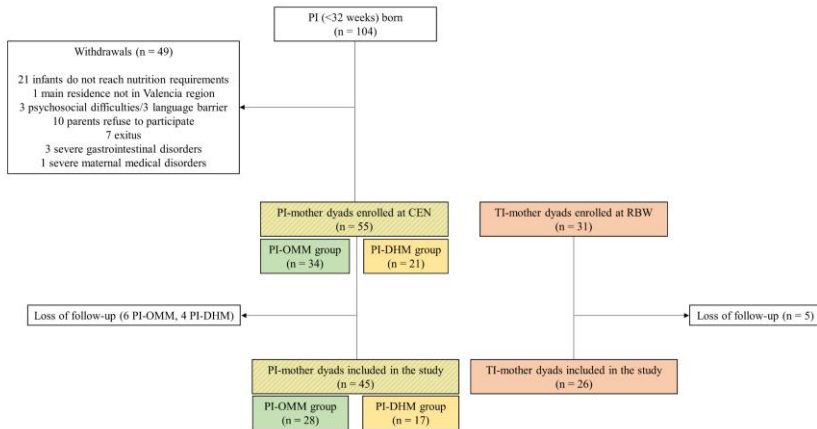 PI (<32 weeks) born
(n = 104)
Withdrawals (n = 49)
21 infants do not reach nutrition requirements
1 main residence not in Valencia region
3 psychosocial difficulties/3 language barrier
10 parents refuse to participate
7 exitus
3 severe gastrointestinal disorders
1 severe maternal medical disorders
PI-mother dyads enrolled at CEN
(n = 55)
PI-OMM group
(n = 34)
PI-DHM group
(n = 21)
TI-mother dyads enrolled at RBW
(n = 31)
Loss of follow-up (6 PI-OMM, 4 PI-DHM)
Loss of follow-up (n = 5)
PI-mother dyads included in the study
(n = 45)
PI-OMM group
(n = 28)
PI-DHM group
(n = 17)
TI-mother dyads included in the study
(n = 26)